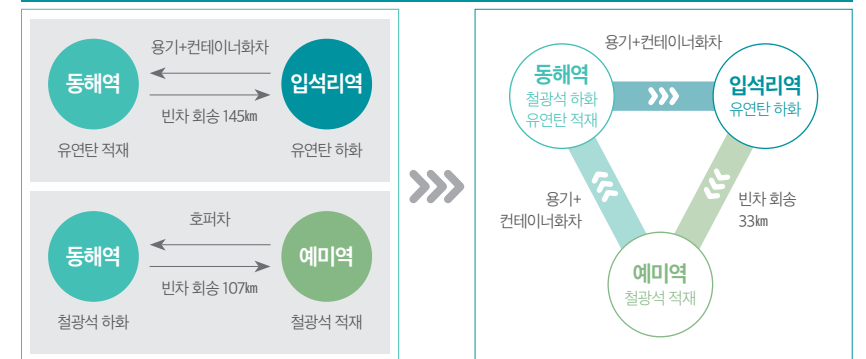 용기+컨테이너화차
동해역
입석리역
빈차 회송 145㎞
유연탄 적재
유연탄 하화
호퍼차
동해역
예미역
빈차 회송 107㎞
철광석 하화
철광석 적재
용기+컨테이너화차
동해역
철광석 하화
유연탄 적재
입석리역
유연탄 하화
용기+
컨테이너화차
빈차 회송
33㎞
예미역
철광석 적재